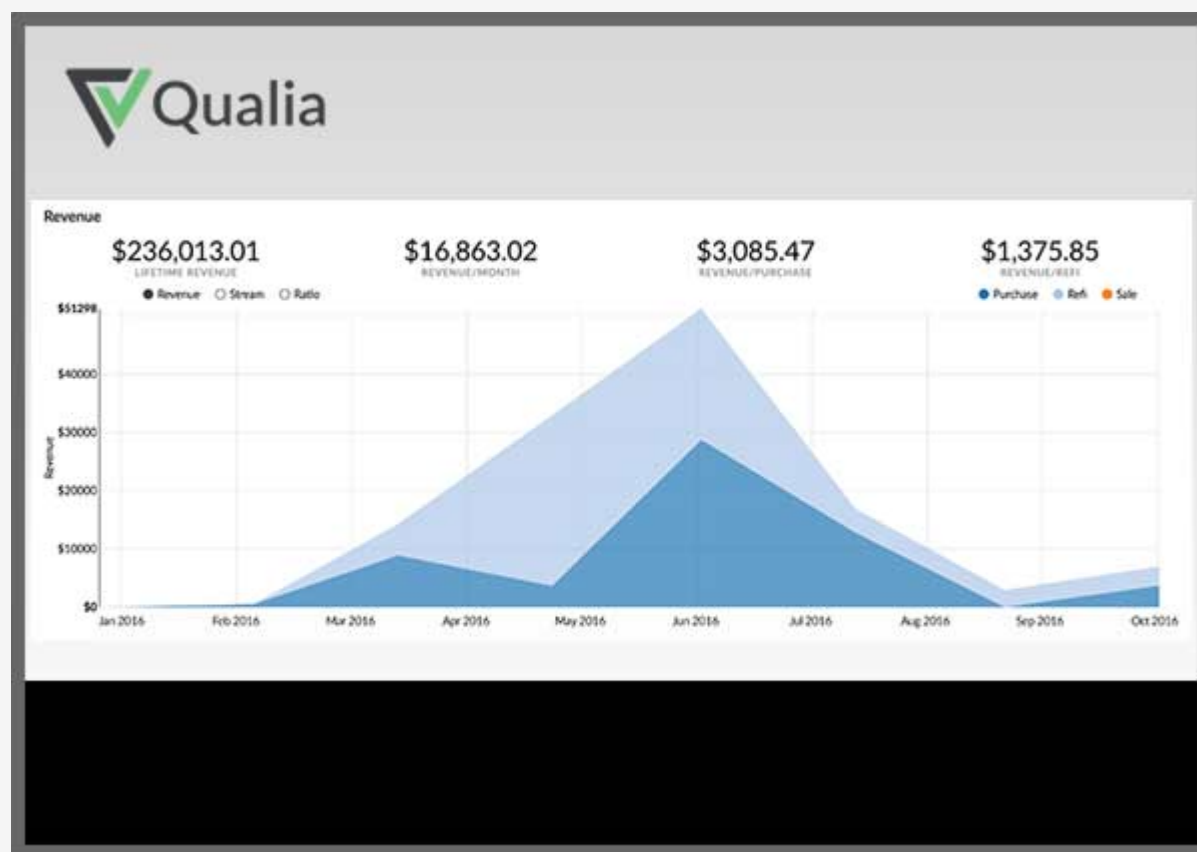 Qualia
Revenue
$236,013.01 $16,863.02 $3,085.47 $1,375.85
LIFETIME REVENUE REVENUE/MONTH REVENUE/PURCHASE REVENUE/REFI
Revenue Stream Ratio Purchase Refi Sale
$51298
$40000
$30000
$20000
$10000
$0
Revenue
Jan 2016 Feb 2016 Mar 2016 Apr 2016 May 2016 Jun 2016 Jul 2016 Aug 2016 Sep 2016 Oct 2016